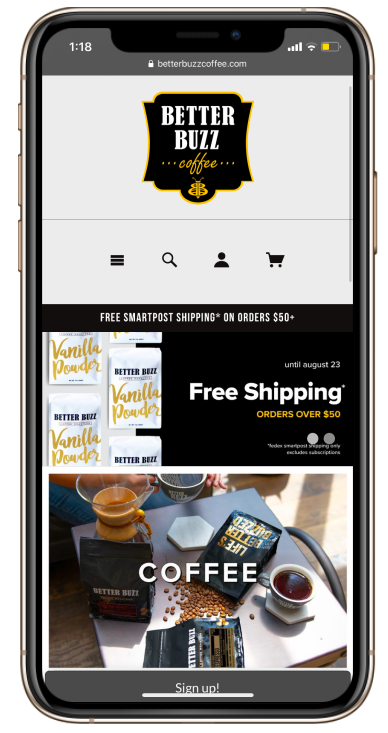 1:18
betterbuzzcoffee.com
BETTER
BUZZ
coffee
FREE SMARTPOST SHIPPING* ON ORDERS $50+
Vanilla
Powder
BETTER BUZZ
Vanilla
Powder
BETTER BUZZ
Vanilla
Powder
BETTER BUZZ
until august 23
Free Shipping*
ORDERS OVER $50
*fedex smartpost shipping only
excludes subscriptions
COFFEE
LIFE'S
BETTER
BUZZED
BETTER BUZZ
BETTER BUZZ
Sign up!